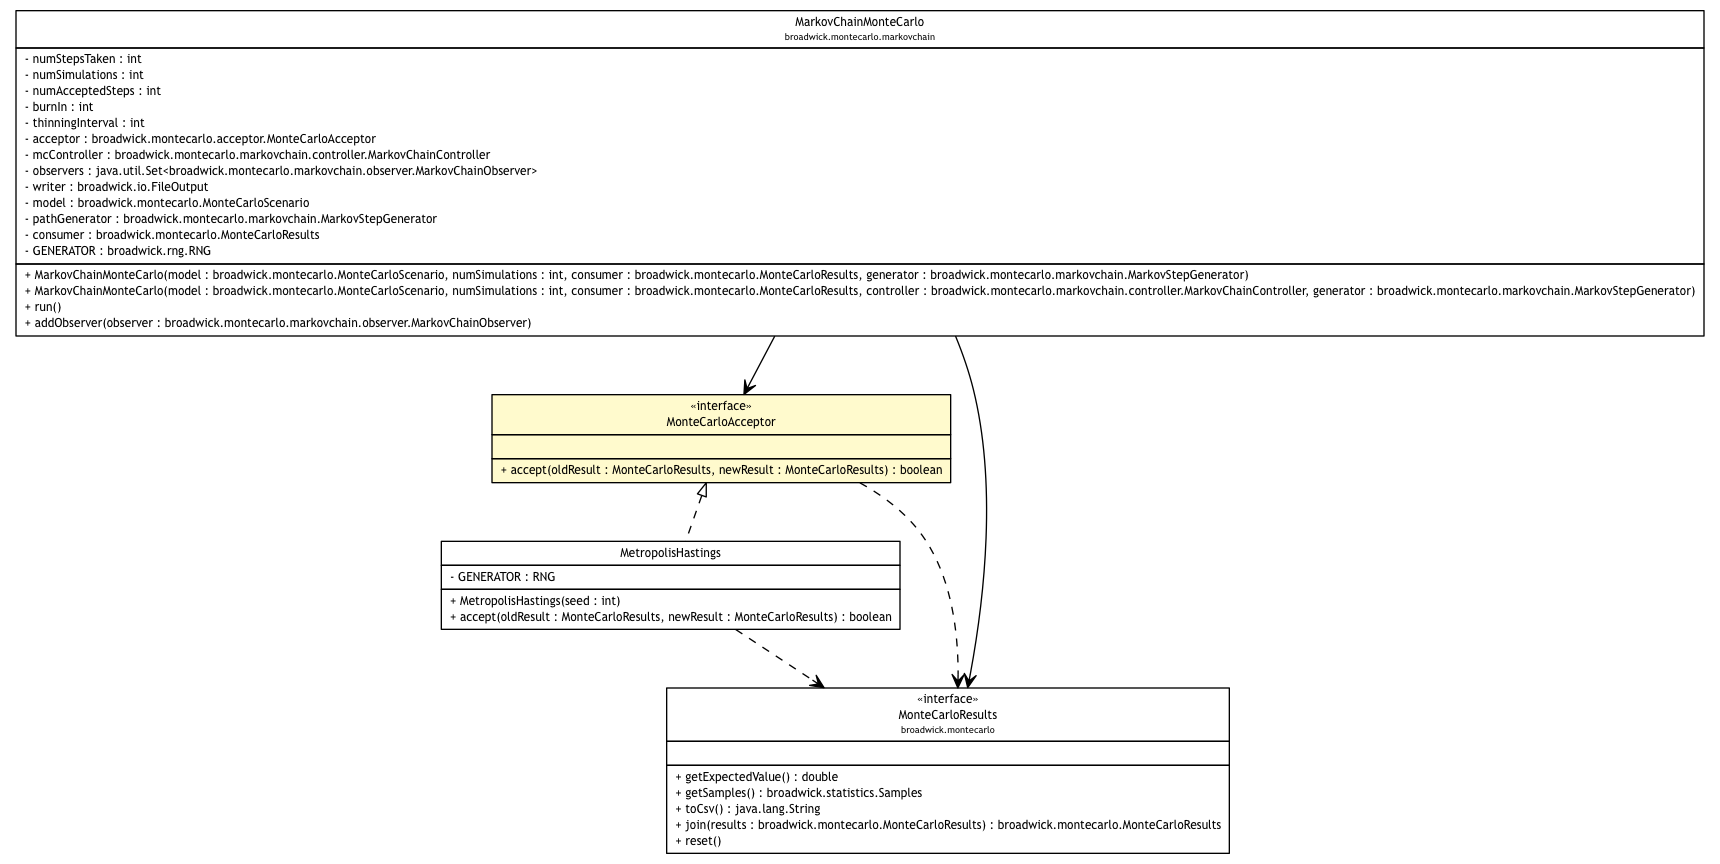 MarkovChainMonteCarlo
broadwick.montecarlo.markovchain
- numStepsTaken : int
- numSimulations : int
- numAcceptedSteps : int
- burnIn : int
- thinningInterval : int
- acceptor : broadwick.montecarlo.acceptor.MonteCarloAcceptor
- mcController : broadwick.montecarlo.markovchain.controller.MarkovChainController
- observers : java.util.Set<broadwick.montecarlo.markovchain.observer.MarkovChainObserver>
- writer : broadwick.io.FileOutput
- model : broadwick.montecarlo.MonteCarloScenario
- pathGenerator : broadwick.montecarlo.markovchain.MarkovStepGenerator
- consumer : broadwick.montecarlo.MonteCarloResults
- GENERATOR : broadwick.rng.RNG
+ MarkovChainMonteCarlo(model : broadwick.montecarlo.MonteCarloScenario, numSimulations : int, consumer : broadwick.montecarlo.MonteCarloResults, generator : broadwick.montecarlo.markovchain.MarkovStepGenerator)
+ MarkovChainMonteCarlo(model : broadwick.montecarlo.MonteCarloScenario, numSimulations : int, consumer : broadwick.montecarlo.MonteCarloResults, controller : broadwick.montecarlo.markovchain.controller.MarkovChainController, generator : broadwick.montecarlo.markovchain.MarkovStepGenerator)
+ run()
+ addObserver(observer : broadwick.montecarlo.markovchain.observer.MarkovChainObserver)
«interface»
MonteCarloAcceptor
+ accept(oldResult : MonteCarloResults, newResult : MonteCarloResults) : boolean
MetropolisHastings
- GENERATOR : RNG
+ MetropolisHastings(seed : int)
+ accept(oldResult : MonteCarloResults, newResult : MonteCarloResults) : boolean
«interface»
MonteCarloResults
broadwick.montecarlo
+ getExpectedValue() : double
+ getSamples() : broadwick.statistics.Samples
+ toCsv() : java.lang.String
+ join(results : broadwick.montecarlo.MonteCarloResults) : broadwick.montecarlo.MonteCarloResults
+ reset()